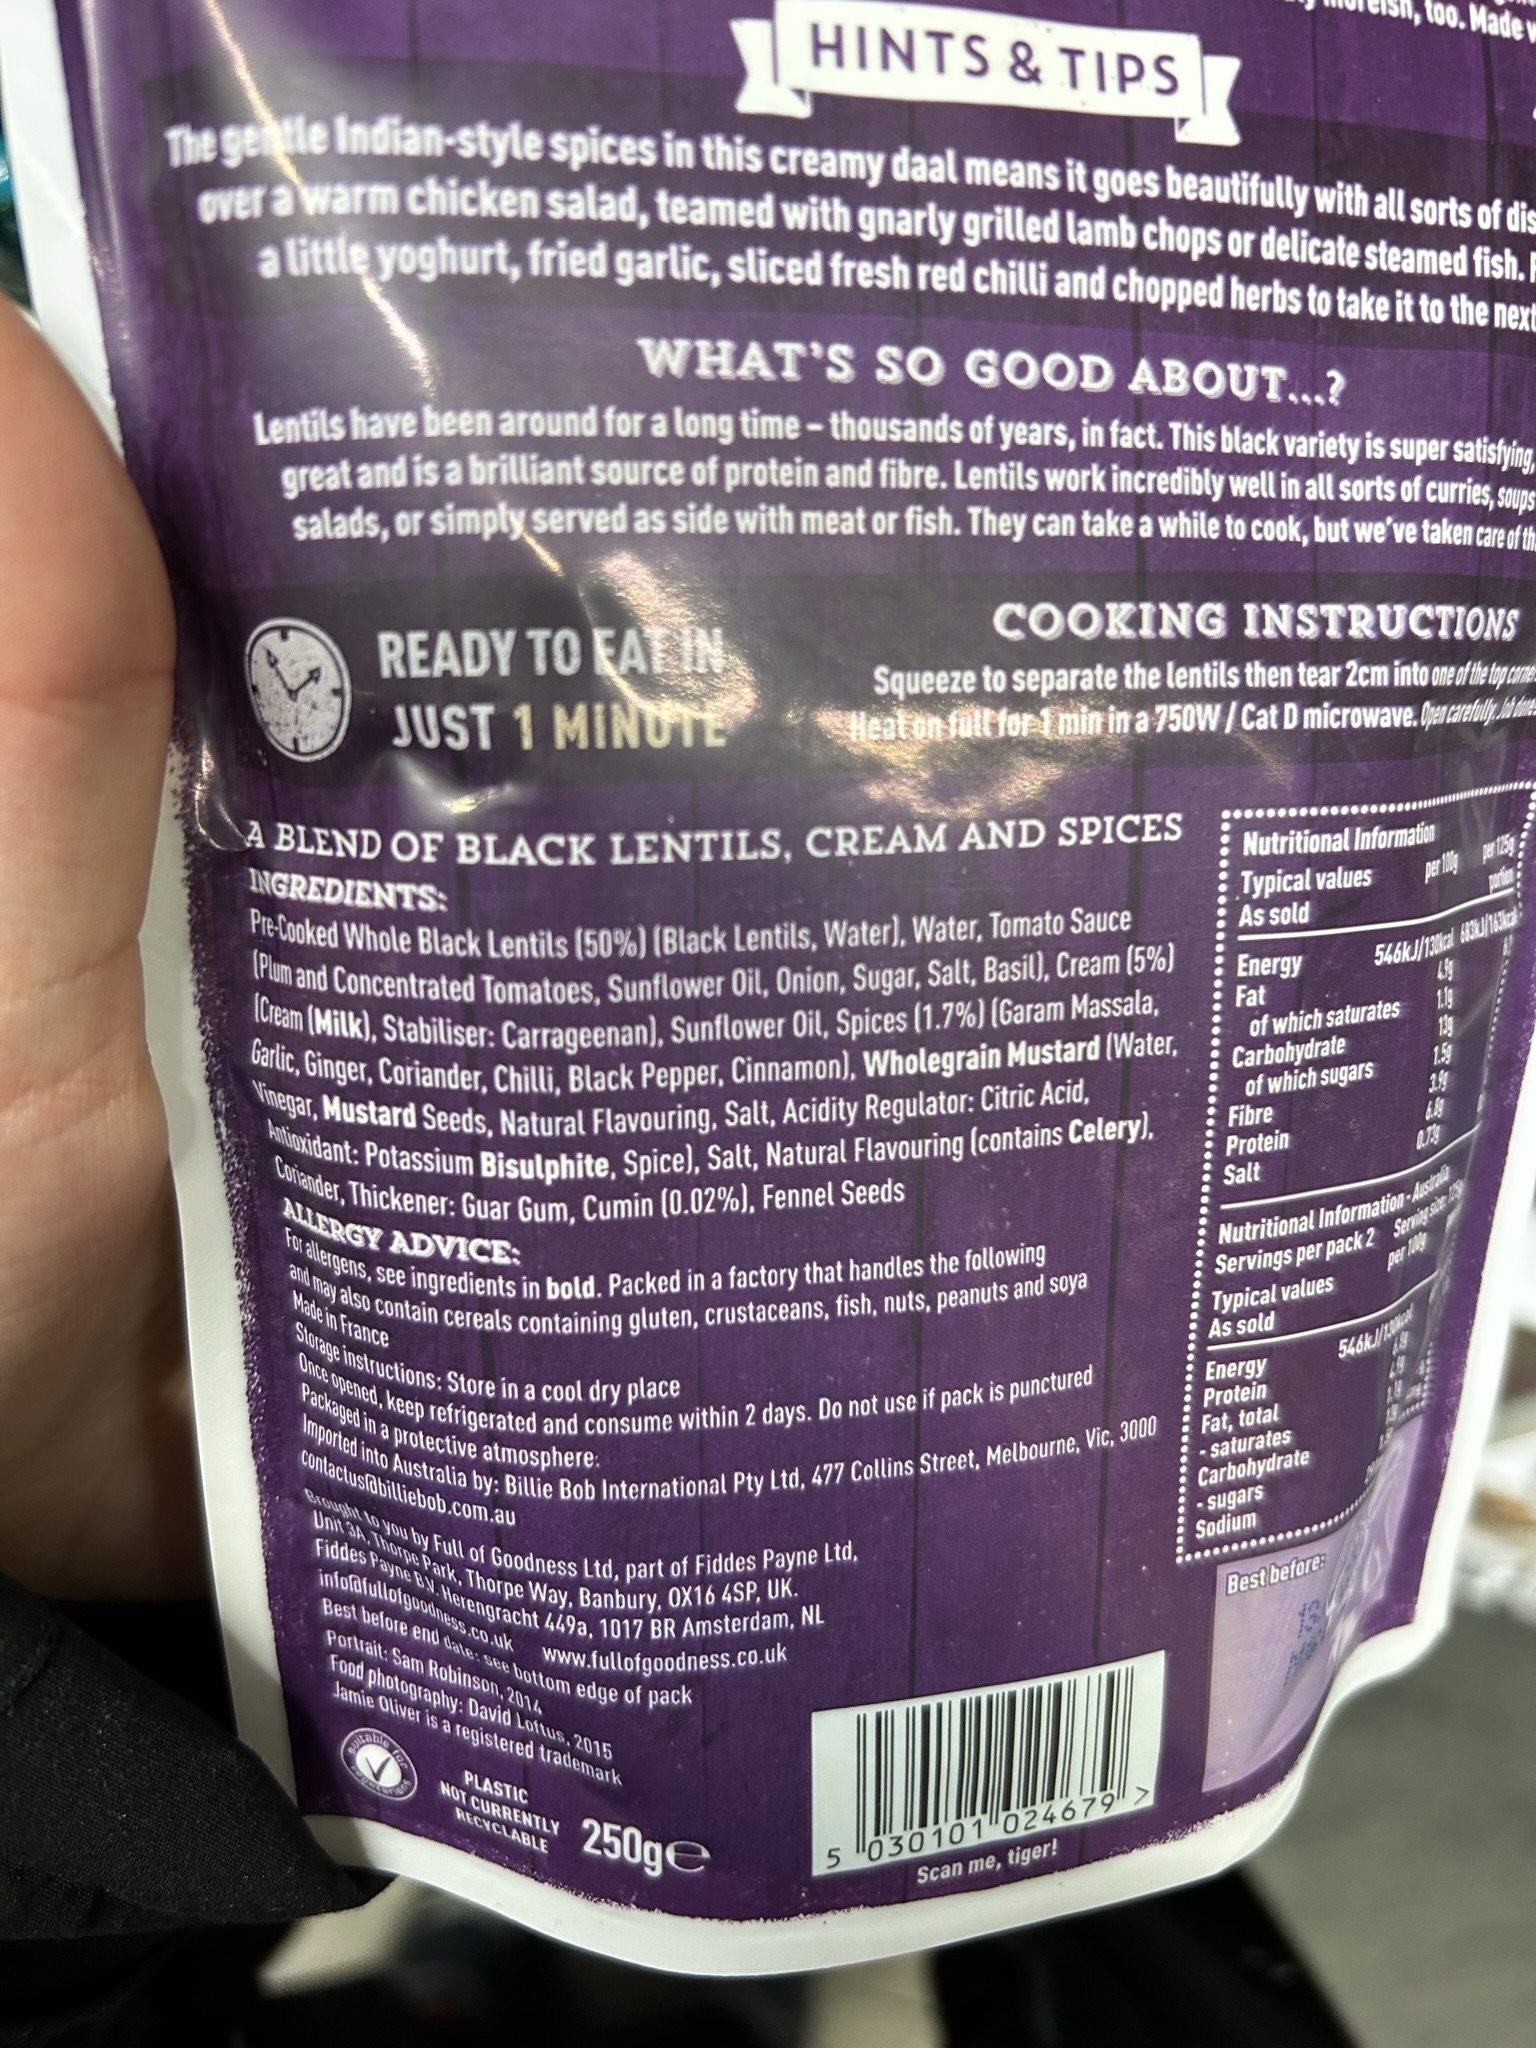 too. Made
HINTS & TIPS
The gentle Indian-style spices in this creamy daal means it goes beautifully with all sorts of
over a warm chicken salad, teamed with gnarly grilled lamb chops or delicate steamed fish.
a little yoghurt, fried garlic, sliced fresh red chilli and chopped herbs to take it to the next
WHAT'S SO GOOD ABOUT...?
Lentils have been around for a long time – thousands of years, in fact. This black variety is super satisfying,
great and is a brilliant source of protein and fibre. Lentils work incredibly well in all sorts of curries, soups
salads, or simply served as side with meat or fish. They can take a while to cook, but we've taken care of
READY TO EAT IN
JUST 1 MINUTE
COOKING INSTRUCTIONS
Squeeze to separate the lentils then tear 2cm into one of the top
Heat on full for 1 min in a 750W / Cat D microwave. Open carefully. Job
A BLEND OF BLACK LENTILS, CREAM AND SPICES
INGREDIENTS:
Pre-Cooked Whole Black Lentils (50%) (Black Lentils, Water), Water, Tomato Sauce
(Plum and Concentrated Tomatoes, Sunflower Oil, Onion, Sugar, Salt, Basil), Cream (5%)
(Cream (Milk), Stabiliser: Carrageenan), Sunflower Oil, Spices (1.7%) (Garam Massala,
Garlic, Ginger, Coriander, Chilli, Black Pepper, Cinnamon), Wholegrain Mustard (Water,
Vinegar, Mustard Seeds, Natural Flavouring, Salt, Acidity Regulator: Citric Acid,
Antioxidant: Potassium Bisulphite, Spice), Salt, Natural Flavouring (contains Celery),
Coriander, Thickener: Guar Gum, Cumin (0.02%), Fennel Seeds
ALLERGY ADVICE:
For allergens, see ingredients in bold. Packed in a factory that handles the following
and may also contain cereals containing gluten, crustaceans, fish, nuts, peanuts and soya
Made in France
Storage instructions: Store in a cool dry place
Once opened, keep refrigerated and consume within 2 days. Do not use if pack is punctured
Packaged in a protective atmosphere.
Imported into Australia by: Billie Bob International Pty Ltd, 477 Collins Street, Melbourne, Vic, 3000
contactus@billiebob.com.au
Brought to you by Full of Goodness Ltd, part of Fiddes Payne Ltd,
Unit 3A, Thorpe Park, Thorpe Way, Banbury, OX16 4SP, UK.
Fiddes Payne B.V. Herengracht 449a, 1017 BR Amsterdam, NL
info@fullofgoodness.co.uk www.fullofgoodness.co.uk
Best before end date: see bottom edge of pack
Portrait: Sam Robinson, 2014
Food photography: David Loftus, 2015
Jamie Oliver is a registered trademark
suitable for vegetarians
PLASTIC
NOT CURRENTLY
RECYCLABLE
250g℮
5 030101 024679 >
Scan me, tiger!
Nutritional Information
Typical values per 100g per 125g
As sold portion
Energy 546kJ/130kcal 683kJ/163kcal
Fat 4.9g
of which saturates 1.1g
Carbohydrate 13g
of which sugars 1.5g
Fibre 3.9g
Protein 6.8g
Salt 0.73g
Nutritional Information - Australia
Servings per pack 2 Serving size: 125g
Typical values per 100g
As sold
Energy 546kJ/130kcal
Protein
Fat, total
- saturates
Carbohydrate
- sugars
Sodium
Best before: